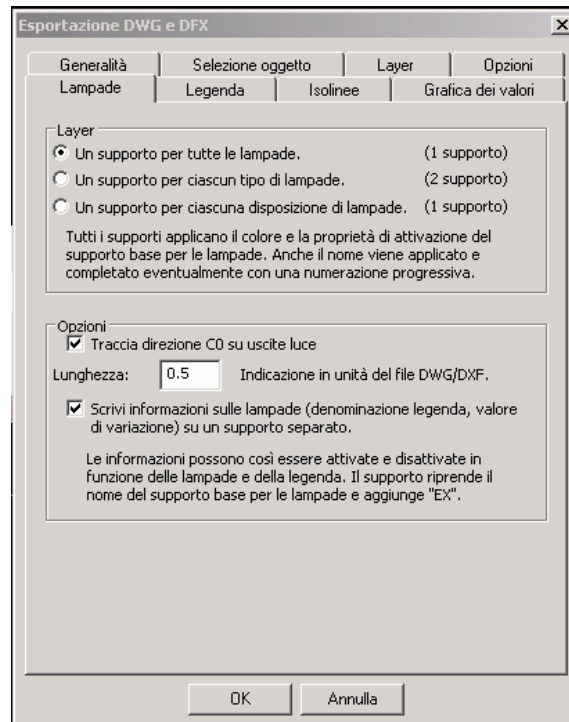 Esportazione DWG e DFX
Generalità
Selezione oggetto
Layer
Opzioni
Lampade
Legenda
Isolinee
Grafica dei valori
Layer
Un supporto per tutte le lampade. (1 supporto)
Un supporto per ciascun tipo di lampade. (2 supporto)
Un supporto per ciascuna disposizione di lampade. (1 supporto)
Tutti i supporti applicano il colore e la proprietà di attivazione del
supporto base per le lampade. Anche il nome viene applicato e
completato eventualmente con una numerazione progressiva.
Opzioni
Traccia direzione C0 su uscite luce
Lunghezza: 0.5 Indicazione in unità del file DWG/DXF.
Scrivi informazioni sulle lampade (denominazione legenda, valore
di variazione) su un supporto separato.
Le informazioni possono così essere attivate e disattivate in
funzione delle lampade e della legenda. Il supporto riprende il
nome del supporto base per le lampade e aggiunge "EX".
OK
Annulla